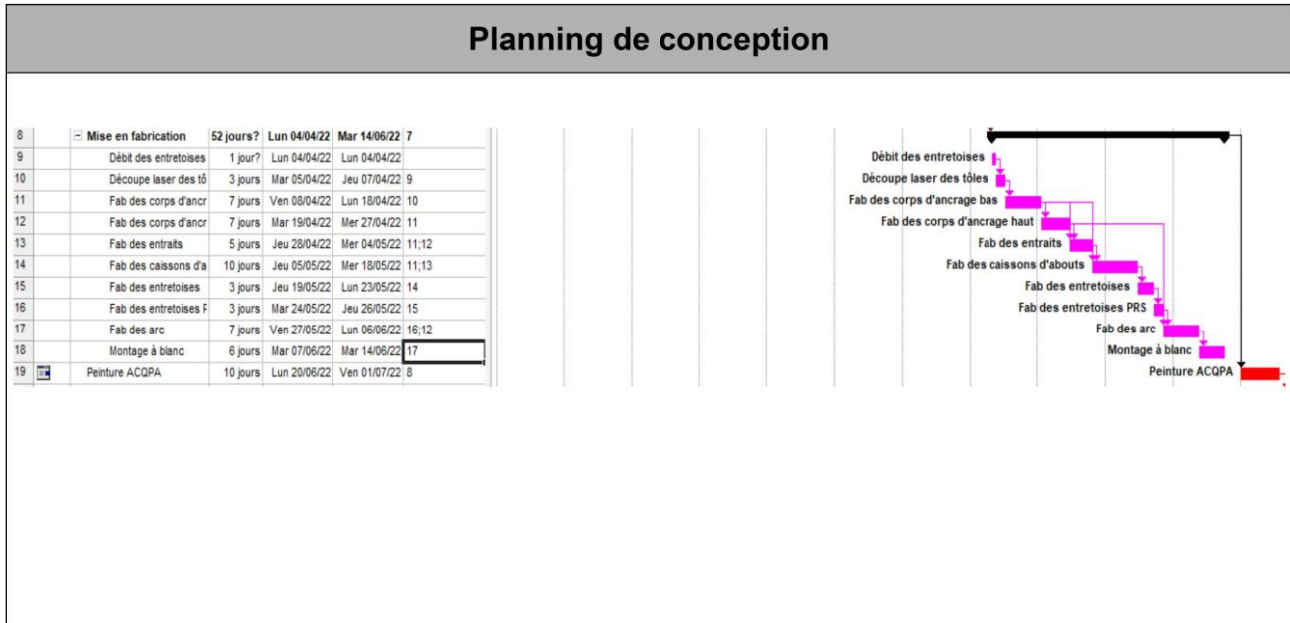 Planning de conception
8 Mise en fabrication 52 jours? Lun 04/04/22 Mar 14/06/22 7
9 Débit des entretoises 1 jour? Lun 04/04/22 Lun 04/04/22 Débit des entretoises
10 Découpe laser des tô 3 jours Mar 05/04/22 Jeu 07/04/22 9 Découpe laser des tôles
11 Fab des corps d'ancr 7 jours Ven 08/04/22 Lun 18/04/22 10 Fab des corps d'ancrage bas
12 Fab des corps d'ancr 7 jours Mar 19/04/22 Mer 27/04/22 11 Fab des corps d'ancrage haut
13 Fab des entraits 5 jours Jeu 28/04/22 Mer 04/05/22 11;12 Fab des entraits
14 Fab des caissons d'a 10 jours Jeu 05/05/22 Mer 18/05/22 11;13 Fab des caissons d'abouts
15 Fab des entretoises 3 jours Jeu 19/05/22 Lun 23/05/22 14 Fab des entretoises
16 Fab des entretoises P 3 jours Mar 24/05/22 Jeu 26/05/22 15 Fab des entretoises PRS
17 Fab des arc 7 jours Ven 27/05/22 Lun 06/06/22 16;12 Fab des arc
18 Montage à blanc 6 jours Mar 07/06/22 Mar 14/06/22 17 Montage à blanc
19 Peinture ACQPA 10 jours Lun 20/06/22 Ven 01/07/22 8 Peinture ACQPA